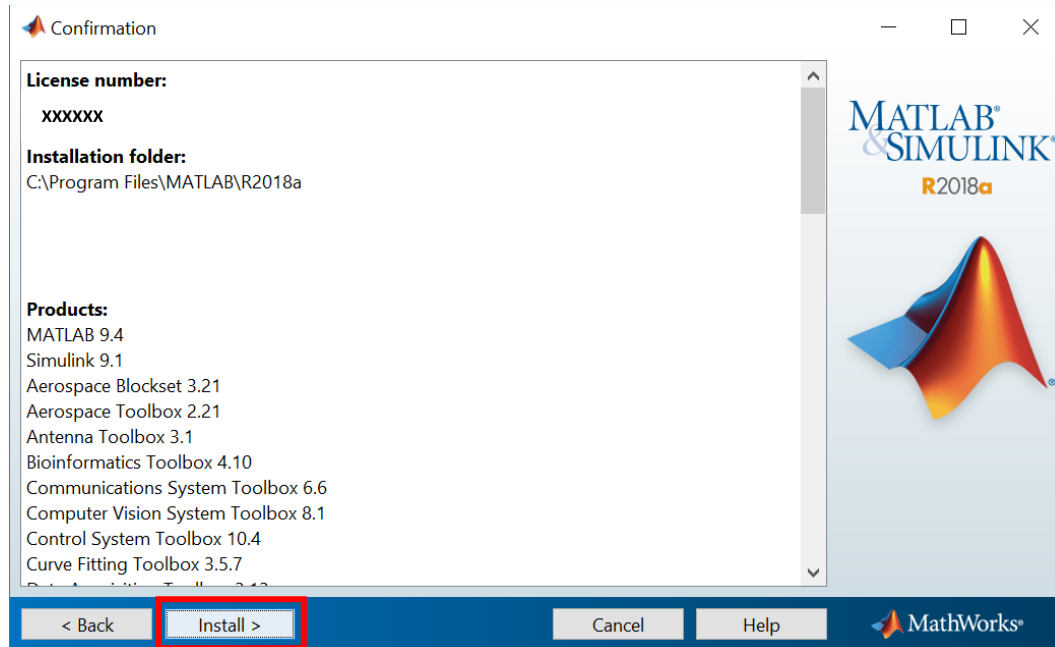 Confirmation
License number:
XXXXXX
Installation folder:
C:\Program Files\MATLAB\R2018a
Products:
MATLAB 9.4
Simulink 9.1
Aerospace Blockset 3.21
Aerospace Toolbox 2.21
Antenna Toolbox 3.1
Bioinformatics Toolbox 4.10
Communications System Toolbox 6.6
Computer Vision System Toolbox 8.1
Control System Toolbox 10.4
Curve Fitting Toolbox 3.5.7
MATLAB®
&SIMULINK®
R2018a
®
< Back
Install >
Cancel
Help
MathWorks®